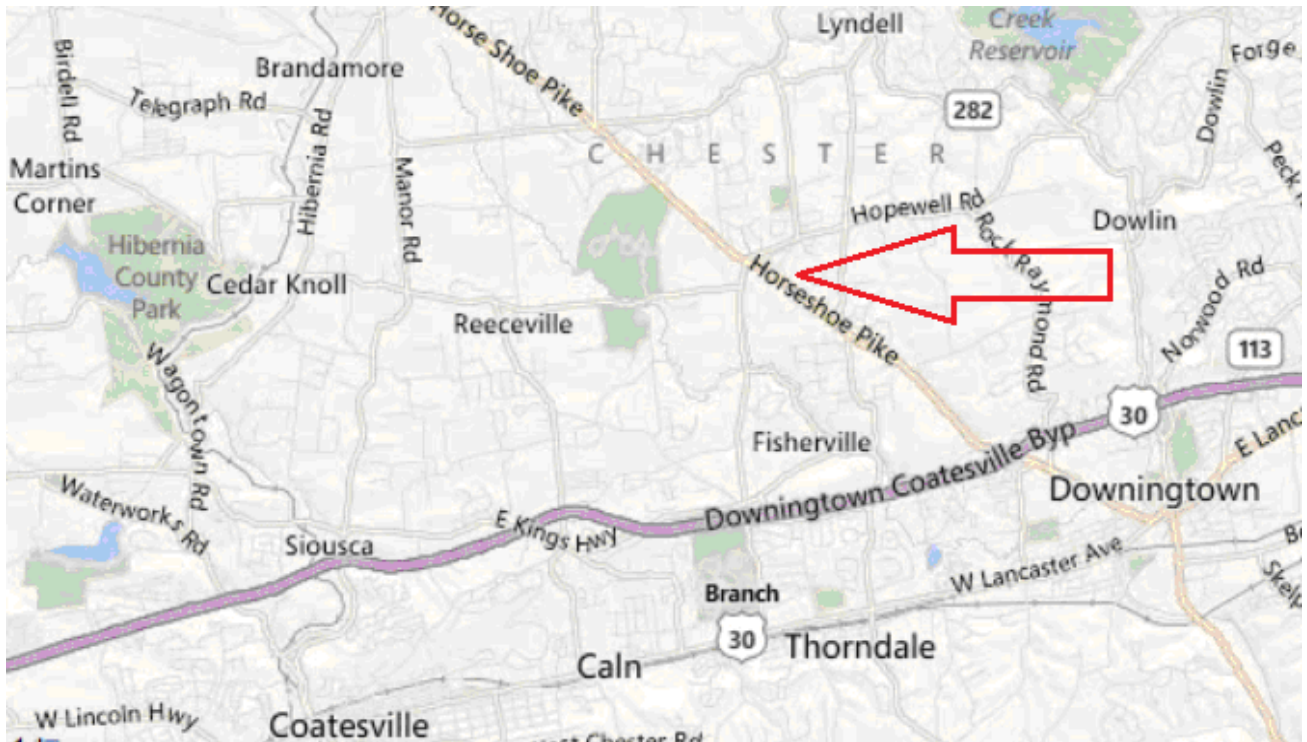 Creek
Reservoir
Lyndell
Forge
Horse Shoe Pike
Birdell Rd
Brandamore
Telegraph Rd
282
Dowlin
CHESTER
Peck
Martins
Corner
Hibernia Rd
Manor Rd
Hopewell Rd
Dowlin
Rock Raymond Rd
Hibernia
County
Park
Cedar Knoll
Horseshoe Pike
Norwood Rd
Reeceville
113
Wagontown Rd
30
Fisherville
Downingtown Coatesville Byp
E Lanc
Downingtown
Waterworks Rd
E Kings Hwy
Siousca
W Lancaster Ave
Skelp
Branch
30
Thorndale
Caln
W Lincoln Hwy
Coatesville
Chester Rd